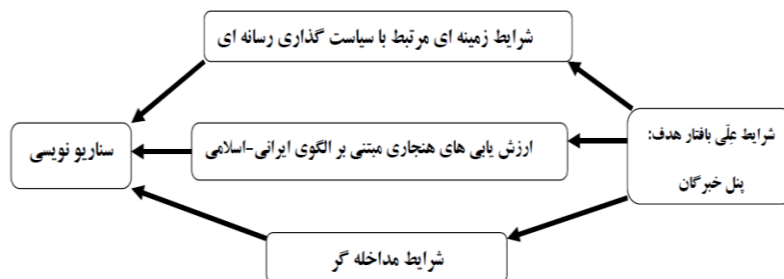 شرایط زمینه ای مرتبط با سیاست گذاری رسانه ای
شرایط عِلّی بافتار هدف:
پنل خبرگان
ارزش یابی های هنجاری مبتنی بر الگوی ایرانی-اسلامی
سناریو نویسی
شرایط مداخله گر